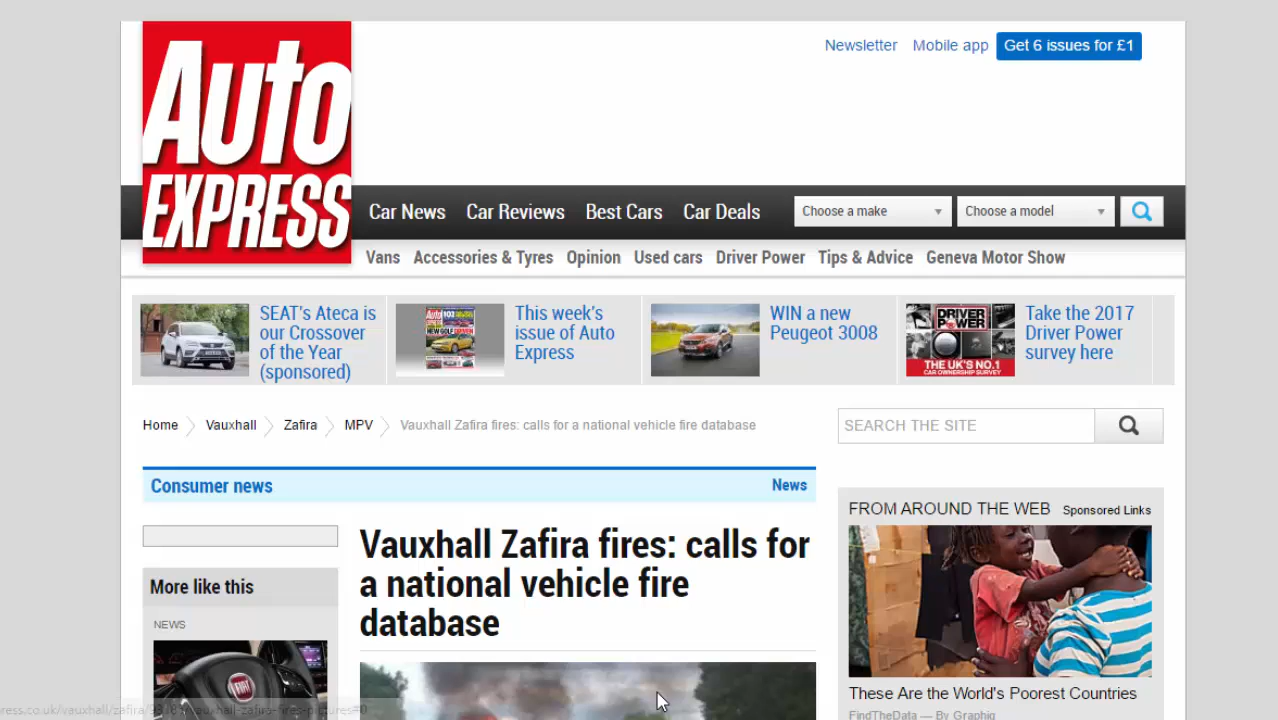 Auto
EXPRESS
Newsletter Mobile app Get 6 issues for £1
Car News Car Reviews Best Cars Car Deals Choose a make Choose a model
Vans Accessories & Tyres Opinion Used cars Driver Power Tips & Advice Geneva Motor Show
SEAT's Ateca is
our Crossover
of the Year
(sponsored)
This week's
issue of Auto
Express
WIN a new
Peugeot 3008
DRIVER
POWER
THE UK'S NO.1
CAR OWNERSHIP SURVEY
Take the 2017
Driver Power
survey here
Home Vauxhall Zafira MPV Vauxhall Zafira fires: calls for a national vehicle fire database
SEARCH THE SITE
Consumer news News
More like this
NEWS
FIAT
Vauxhall Zafira fires: calls for
a national vehicle fire
database
FROM AROUND THE WEB Sponsored Links
These Are the World's Poorest Countries
FindTheData — By Graphiq